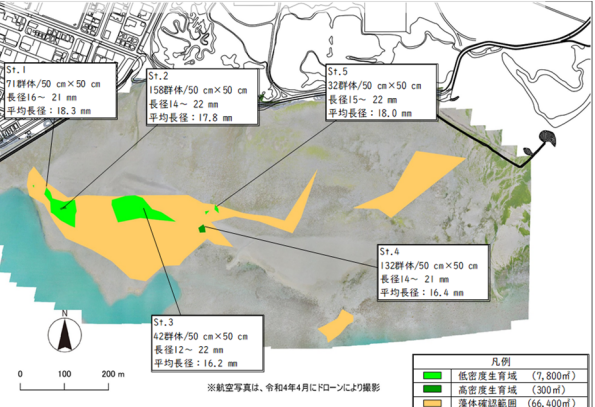 St.1
71群体/50 cm×50 cm
長径16～ 21 mm
平均長径：18.3 mm
St.2
158群体/50 cm×50 cm
長径14～ 22 mm
平均長径：17.8 mm
St.5
32群体/50 cm×50 cm
長径15～ 22 mm
平均長径：18.0 mm
St.4
132群体/50 cm×50 cm
長径14～ 21 mm
平均長径：16.4 mm
St.3
42群体/50 cm×50 cm
長径12～ 22 mm
平均長径：16.2 mm
N
0 100 200 m
※航空写真は、令和4年4月にドローンにより撮影
凡例
低密度生育域 （7,800㎡）
高密度生育域 （300㎡）
藻体確認範囲 （66,400㎡）